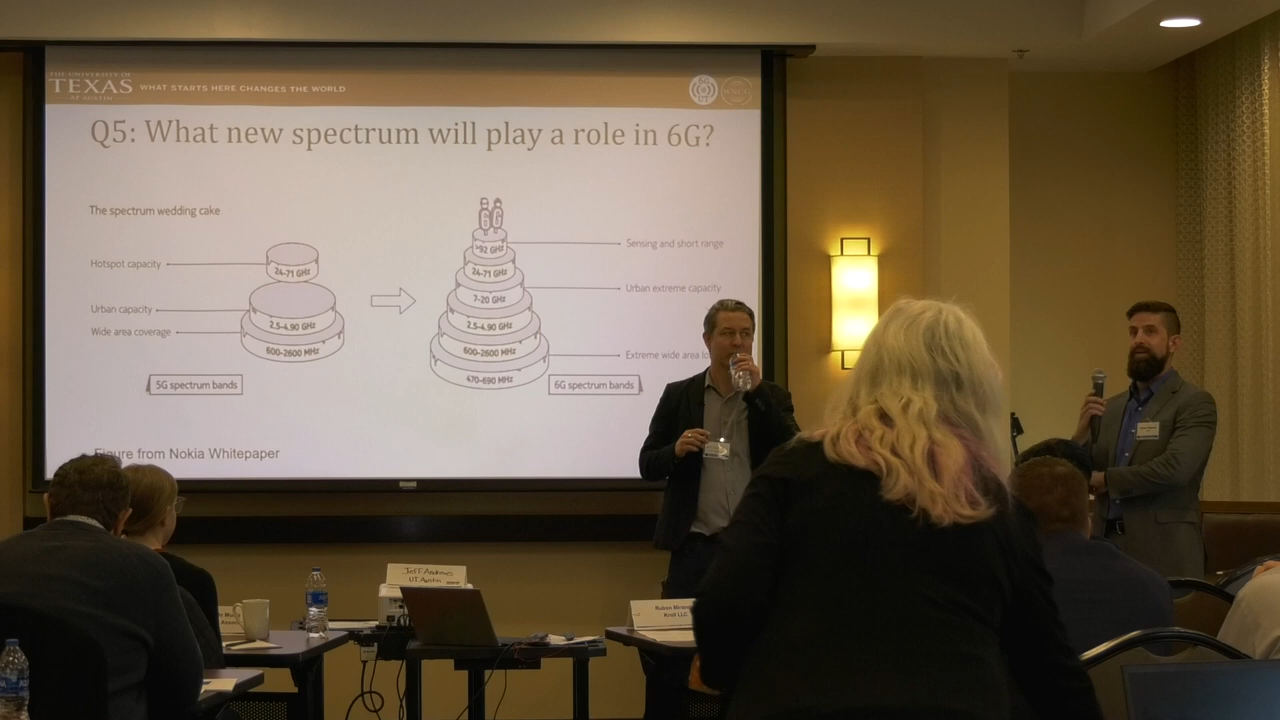 THE UNIVERSITY OF
TEXAS
AT AUSTIN
WHAT STARTS HERE CHANGES THE WORLD
Q5: What new spectrum will play a role in 6G?
The spectrum wedding cake
Hotspot capacity
24-71 GHz
Urban capacity
2.5-4.90 GHz
Wide area coverage
600-2600 MHz
5G spectrum bands
6G
>92 GHz
Sensing and short range
24-71 GHz
7-20 GHz
Urban extreme capacity
2.5-4.90 GHz
600-2600 MHz
Extreme wide area
470-690 MHz
6G spectrum bands
Figure from Nokia Whitepaper
Jeff Andrews
UT Austin
Kroll LLC